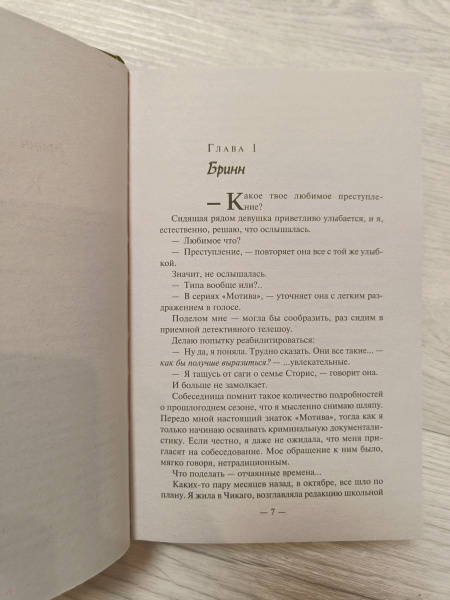 Глава 1
Бринн
— Какое твое любимое преступле-
ние?
Сидящая рядом девушка приветливо улыбается, и я,
естественно, решаю, что ослышалась.
— Любимое что?
— Преступление, — повторяет она все с той же улыб-
кой.
Значит, не ослышалась.
— Типа вообще или?..
— В сериях «Мотива», — уточняет она с легким раз-
дражением в голосе.
Поделом мне — могла бы сообразить, раз сидим в
приемной детективного телешоу.
Делаю попытку реабилитироваться:
— Ну да, я поняла. Трудно сказать. Они все такие... —
как бы получше выразиться? — ...увлекательные.
— Я тащусь от саги о семье Сторис, — говорит она.
И больше не замолкает.
Собеседница помнит такое количество подробностей
о прошлогоднем сезоне, что я мысленно снимаю шляпу.
Передо мной настоящий знаток «Мотива», тогда как я
только начинаю осваивать криминальную документали-
стику. Если честно, я даже не ожидала, что меня при-
гласят на собеседование. Мое обращение к ним было,
мягко говоря, нетрадиционным.
Что поделать — отчаянные времена...
Каких-то пару месяцев назад, в октябре, все шло по
плану. Я жила в Чикаго, возглавляла редакцию школьной
— 7 —